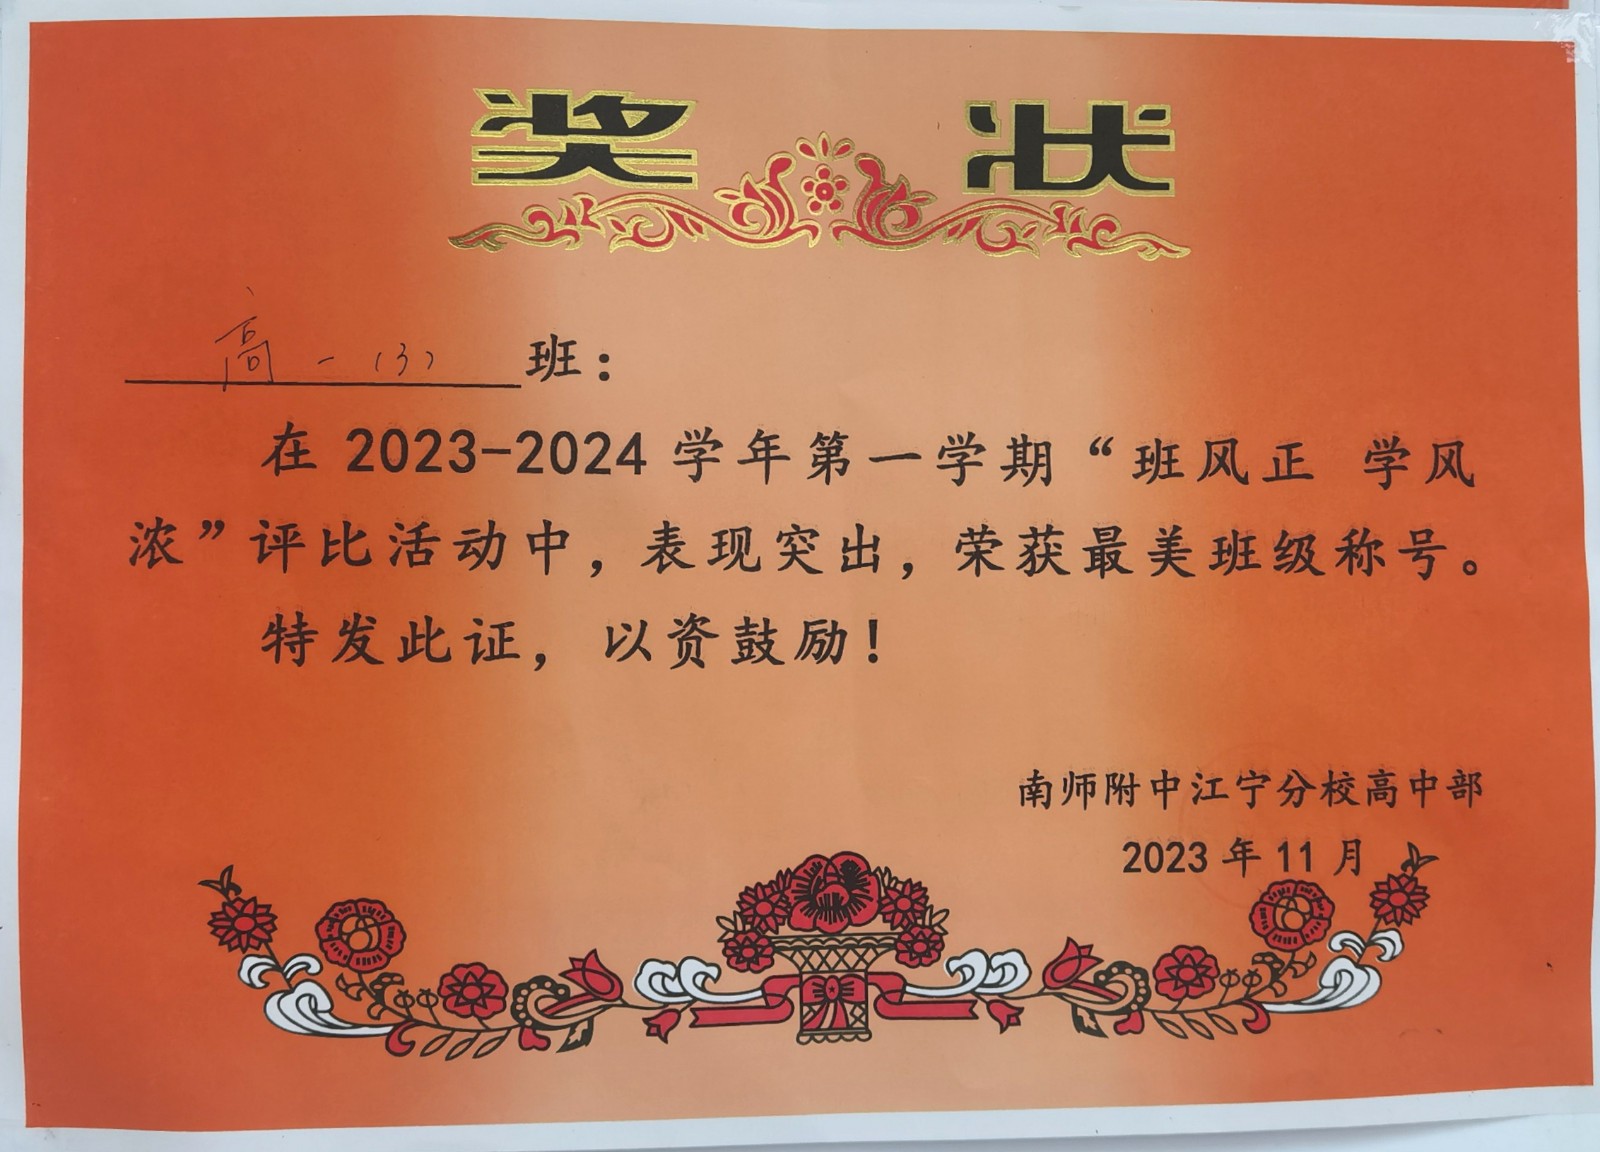 奖状
高一(3)班：
在 2023-2024 学年第一学期“班风正 学风
浓”评比活动中，表现突出，荣获最美班级称号。
特发此证，以资鼓励！
南师附中江宁分校高中部
2023 年 11 月